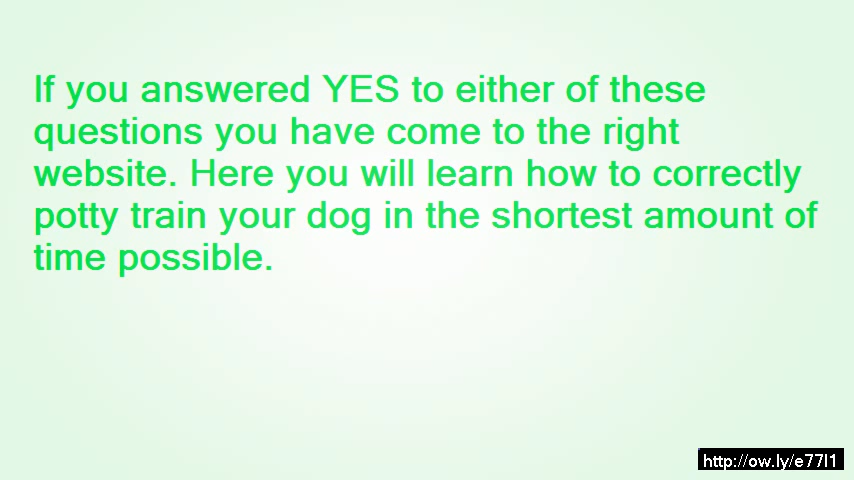 If you answered YES to either of these
questions you have come to the right
website. Here you will learn how to correctly
potty train your dog in the shortest amount of
time possible.
http://ow.ly/e77I1